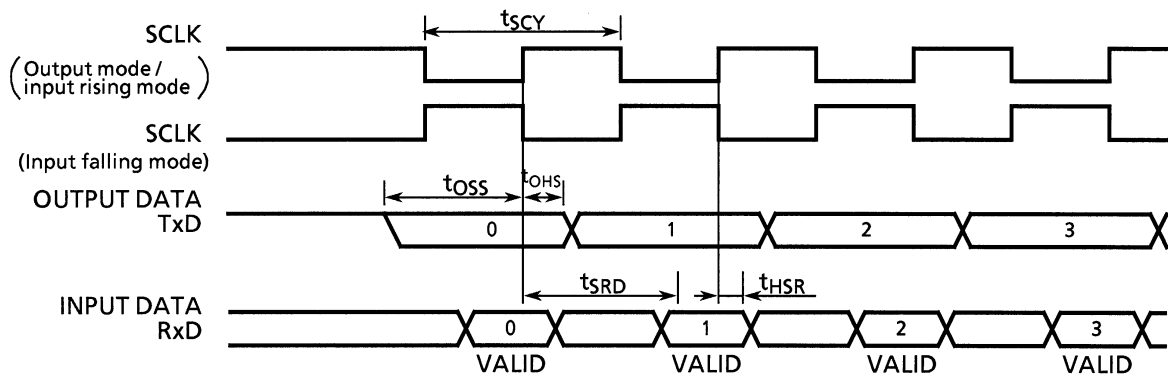 tSCY
SCLK
(Output mode /
input rising mode)
SCLK
(Input falling mode)
tOSS
tOHS
OUTPUT DATA
TxD
0 1 2 3
tSRD
tHSR
INPUT DATA
RxD
0 1 2 3
VALID VALID VALID VALID